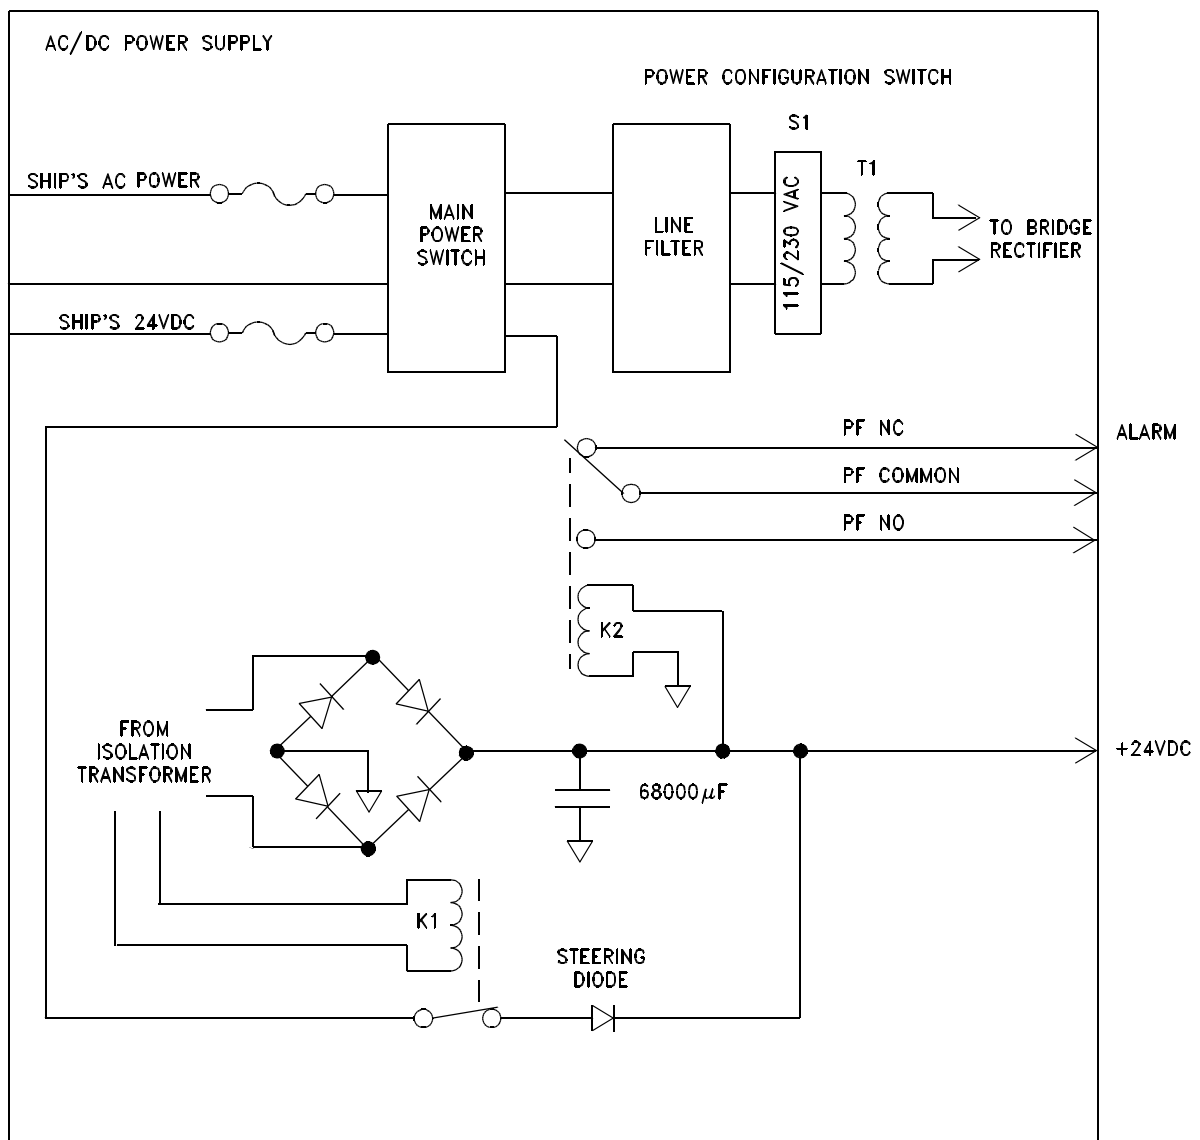 AC/DC POWER SUPPLY
POWER CONFIGURATION SWITCH
S1
T1
SHIP'S AC POWER
MAIN
POWER
SWITCH
LINE
FILTER
115/230 VAC
TO BRIDGE
RECTIFIER
SHIP'S 24VDC
PF NC
ALARM
PF COMMON
PF NO
K2
FROM
ISOLATION
TRANSFORMER
+24VDC
68000µF
K1
STEERING
DIODE